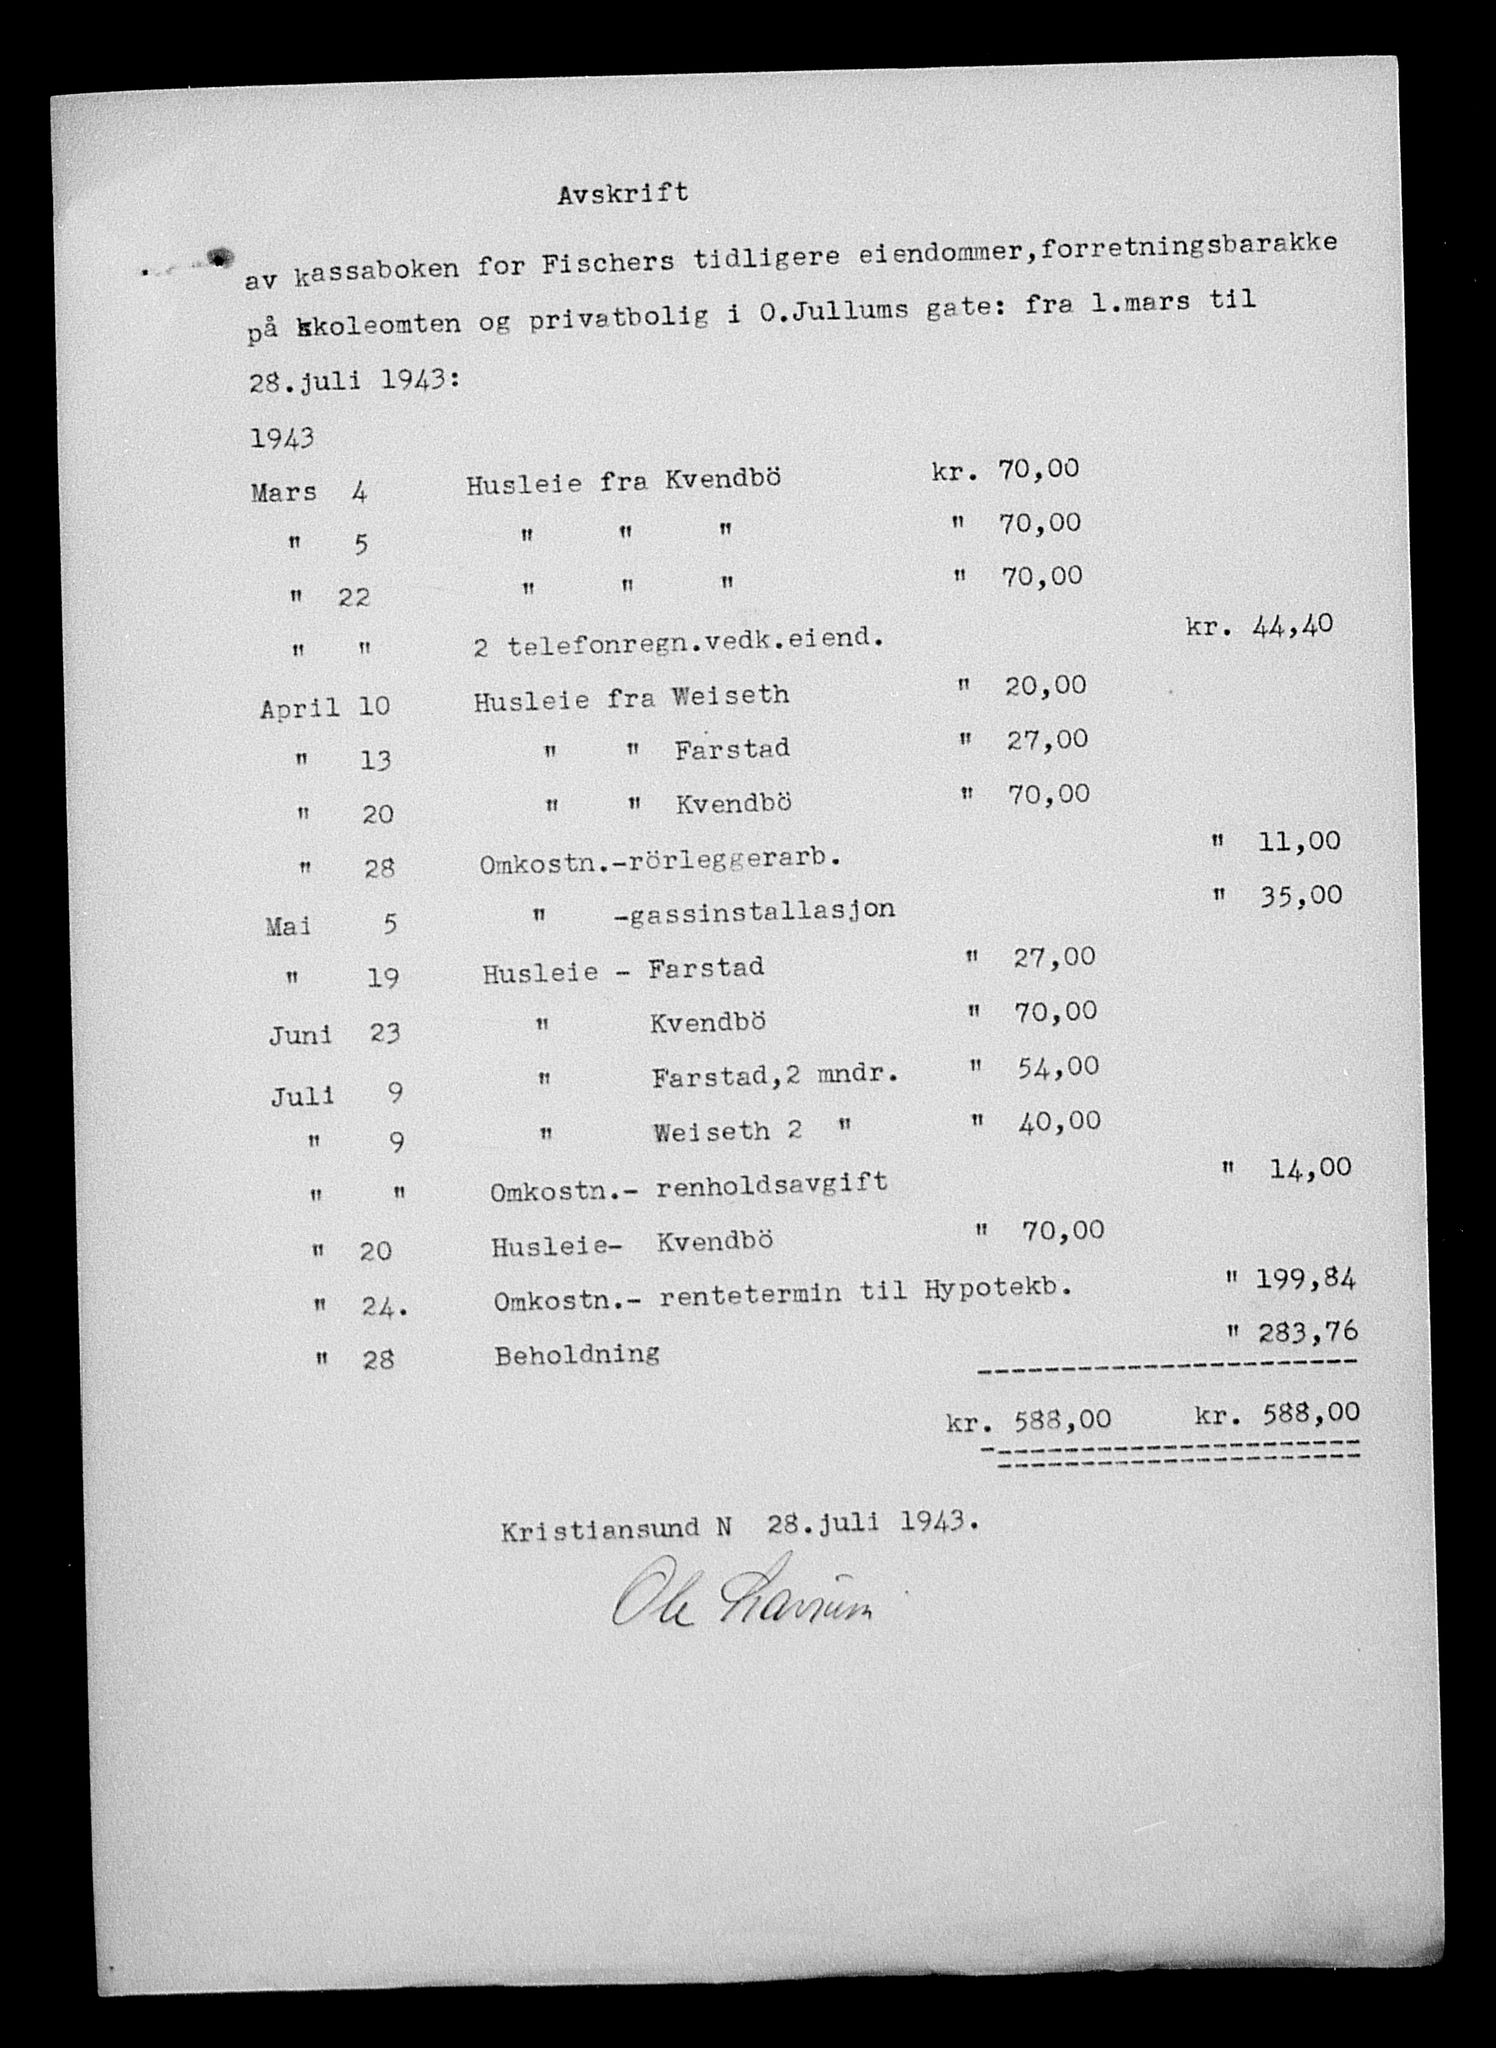 Avskrift
av kassaboken for Fischers tidligere eiendommer,forretningsbarakke
på skoleomten og privatbolig i O.Jullums gate: fra 1.mars til
28.juli 1943:
1943
Mars 4 Husleie fra Kvendbö kr. 70,00
" 5 " " " " 70,00
" 22 " " " " 70,00
" " 2 telefonregn.vedk.eiend. kr. 44,40
April 10 Husleie fra Weiseth " 20,00
" 13 " " Farstad " 27,00
" 20 " " Kvendbö " 70,00
" 28 Omkostn.-rörleggerarb. " 11,00
Mai 5 " -gassinstallasjon " 35,00
" 19 Husleie - Farstad " 27,00
Juni 23 " Kvendbö " 70,00
Juli 9 " Farstad,2 mndr. " 54,00
" 9 " Weiseth 2 " " 40,00
" " Omkostn.- renholdsavgift " 14,00
" 20 Husleie- Kvendbö " 70,00
" 24. Omkostn.- rentetermin til Hypotekb. " 199,84
" 28 Beholdning " 283,76
kr. 588,00 kr. 588,00
Kristiansund N 28.juli 1943.
Ole